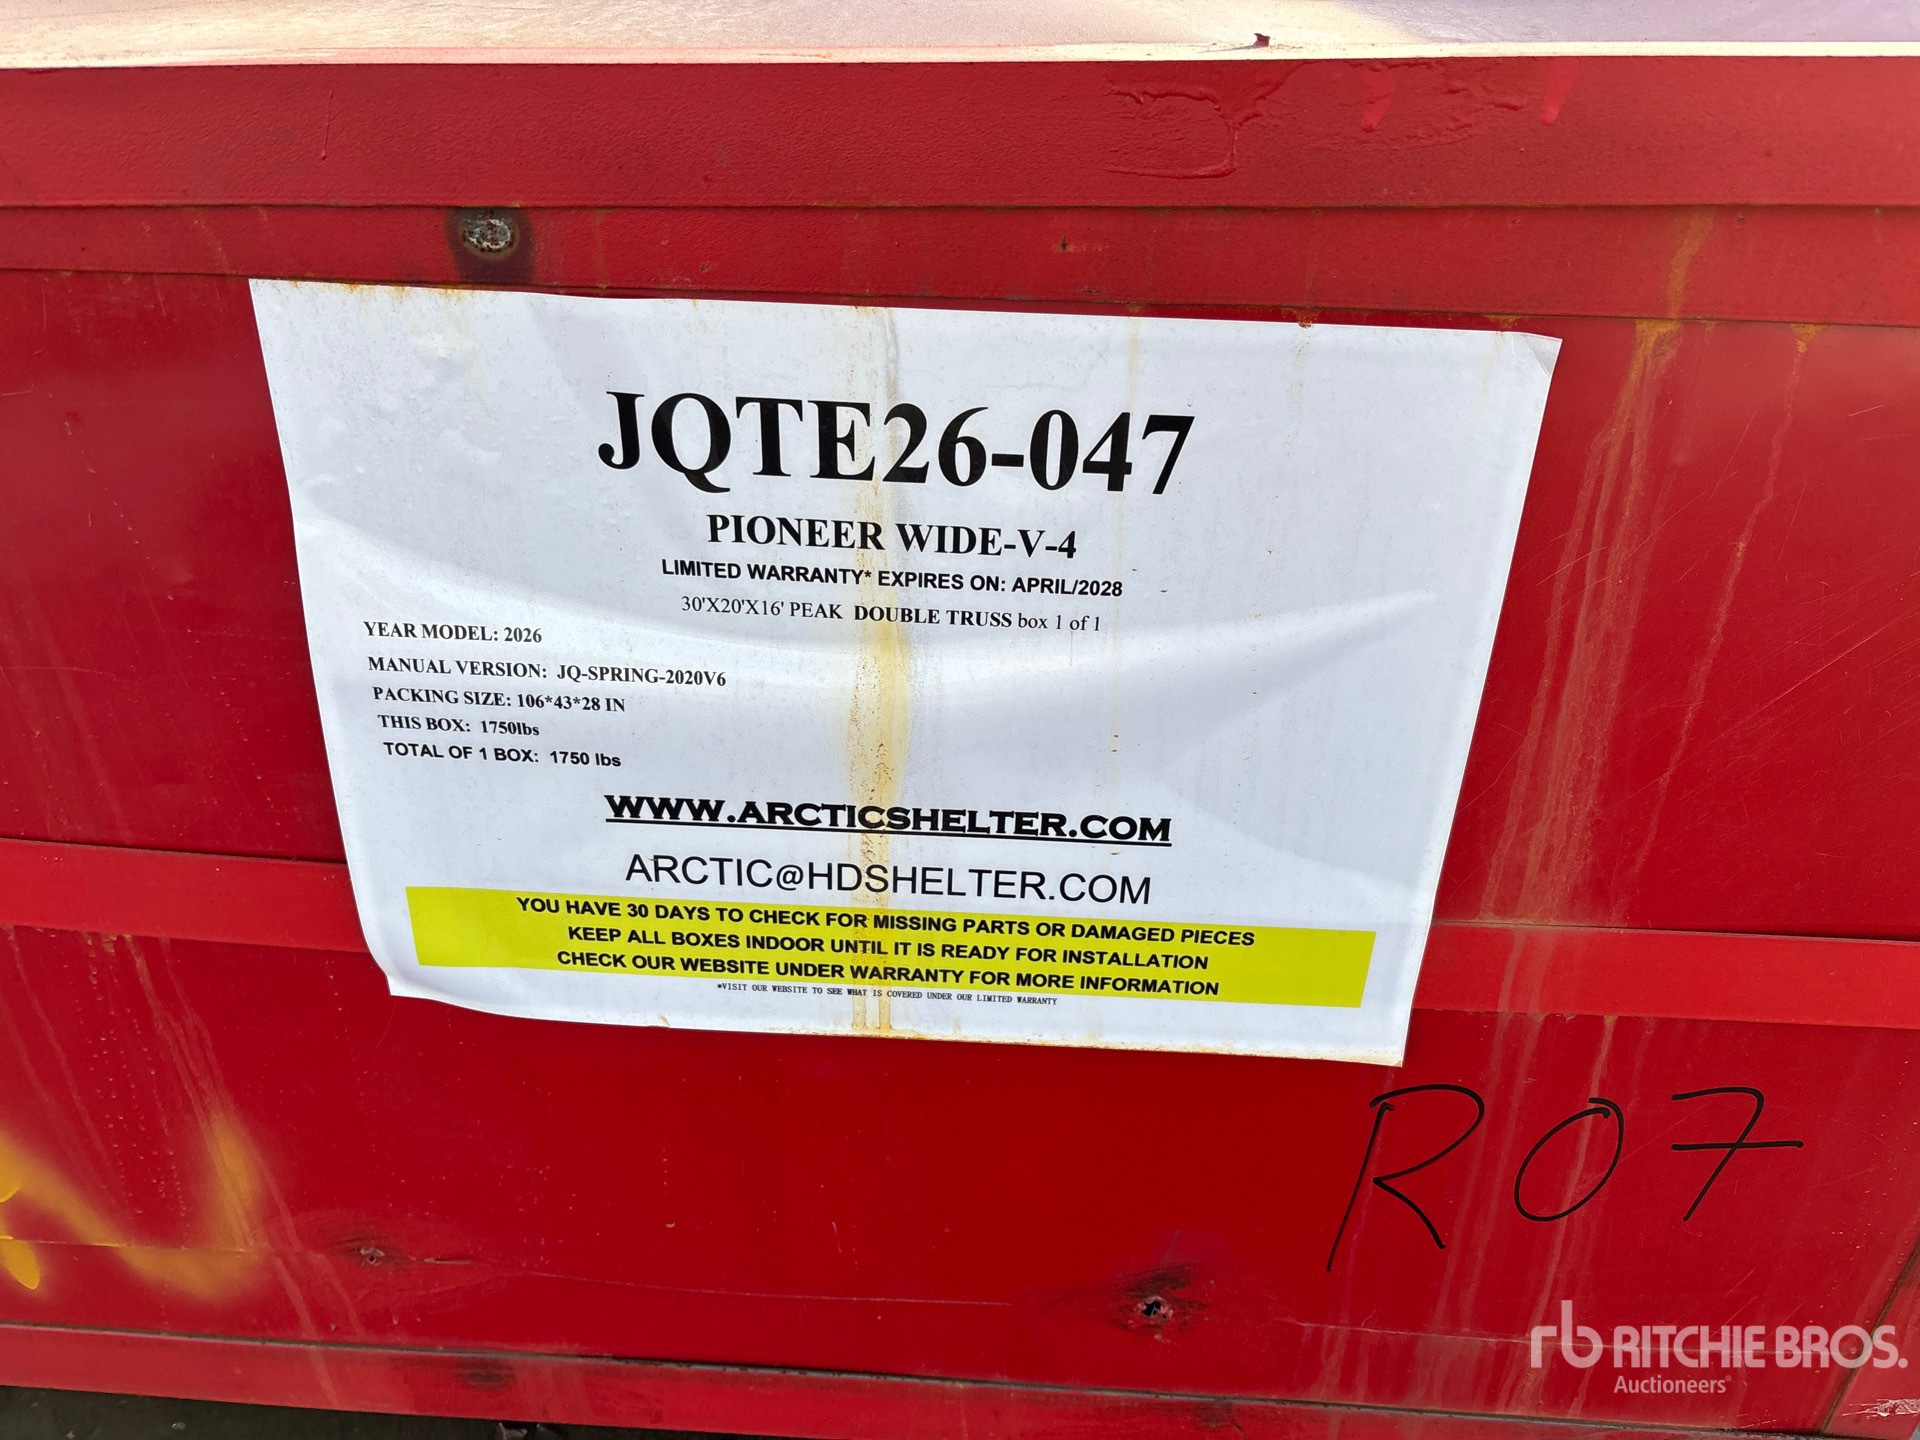 JQTE26-047
PIONEER WIDE-V-4
LIMITED WARRANTY* EXPIRES ON: APRIL/2028
30'X20'X16' PEAK DOUBLE TRUSS box 1 of 1
YEAR MODEL: 2026
MANUAL VERSION: JQ-SPRING-2020V6
PACKING SIZE: 106*43*28 IN
THIS BOX: 1750lbs
TOTAL OF 1 BOX: 1750 lbs
WWW.ARCTICSHELTER.COM
ARCTIC@HDSHELTER.COM
YOU HAVE 30 DAYS TO CHECK FOR MISSING PARTS OR DAMAGED PIECES
KEEP ALL BOXES INDOOR UNTIL IT IS READY FOR INSTALLATION
CHECK OUR WEBSITE UNDER WARRANTY FOR MORE INFORMATION
*VISIT OUR WEBSITE TO SEE WHAT IS COVERED UNDER OUR LIMITED WARRANTY
R07
rb RITCHIE BROS.
Auctioneers